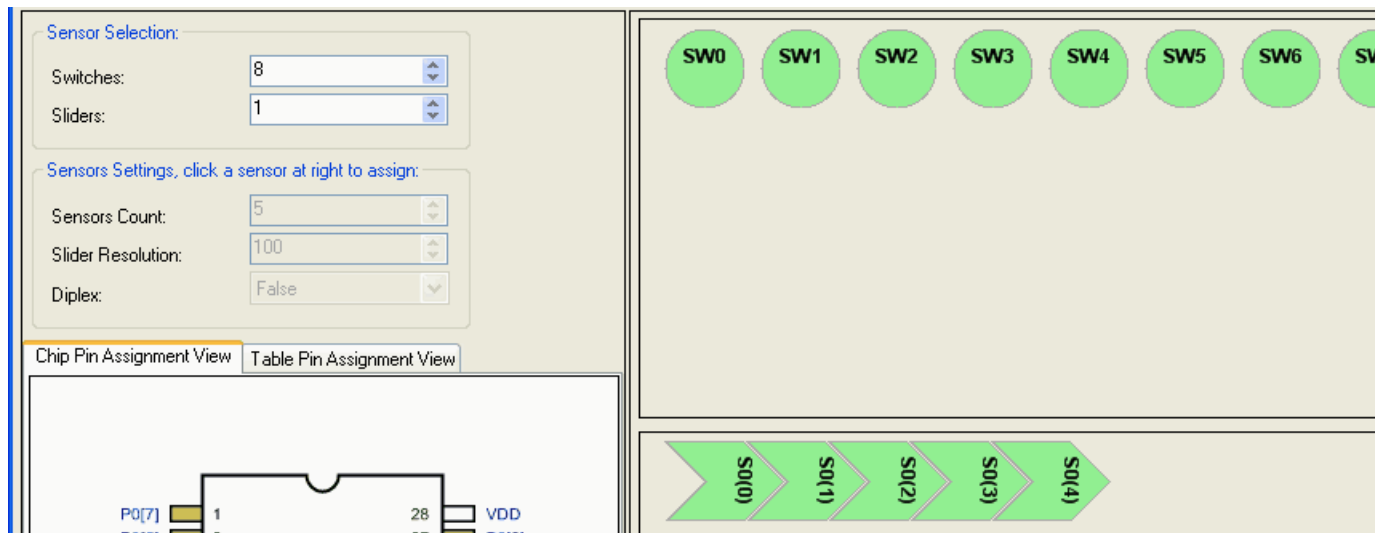 Sensor Selection:
Switches: 8
Sliders: 1
Sensors Settings, click a sensor at right to assign:
Sensors Count: 5
Slider Resolution: 100
Diplex: False
Chip Pin Assignment View Table Pin Assignment View
P0[7] 1 28 VDD
SW0 SW1 SW2 SW3 SW4 SW5 SW6
S0(0) S0(1) S0(2) S0(3) S0(4)